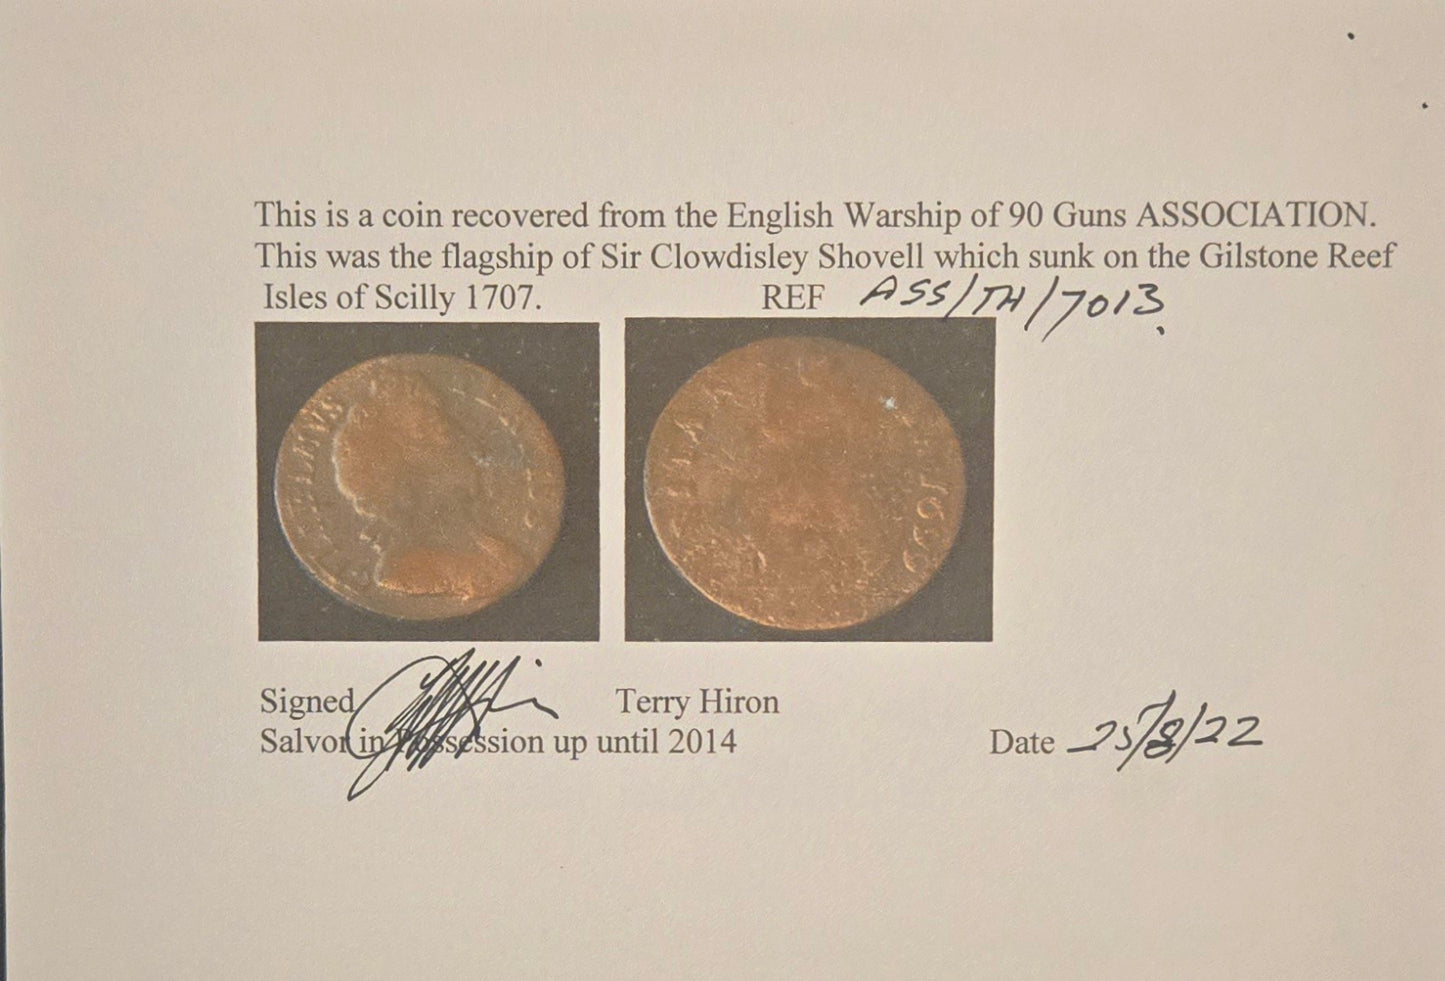 This is a coin recovered from the English Warship of 90 Guns ASSOCIATION.
This was the flagship of Sir Clowdisley Shovell which sunk on the Gilstone Reef
Isles of Scilly 1707. REF ASS/TH/7013.
1699
Signed Terry Hiron
Salvor in Possession up until 2014 Date 25/8/22